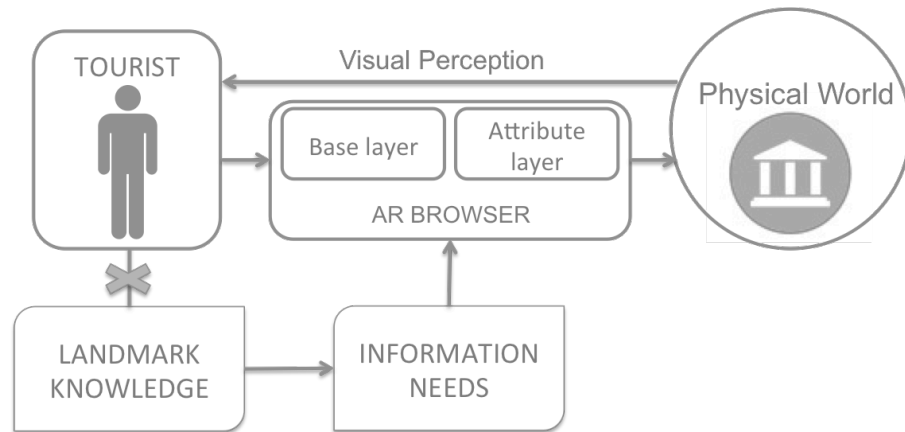 TOURIST
Visual Perception
Physical World
Base layer
Attribute
layer
AR BROWSER
LANDMARK
KNOWLEDGE
INFORMATION
NEEDS